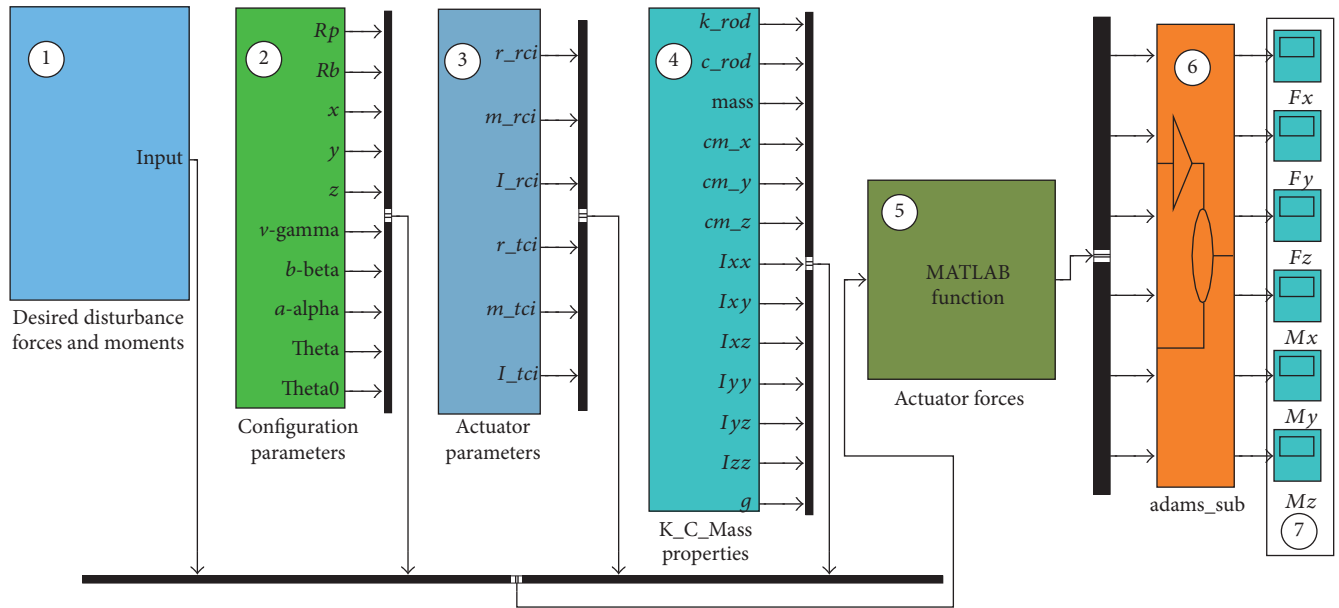 1
Input
Desired disturbance
forces and moments
2
Rp
Rb
x
y
z
v-gamma
b-beta
a-alpha
Theta
Theta0
Configuration
parameters
3
r_rci
m_rci
I_rci
r_tci
m_tci
I_tci
Actuator
parameters
4
k_rod
c_rod
mass
cm_x
cm_y
cm_z
Ixx
Ixy
Ixz
Iyy
Iyz
Izz
g
K_C_Mass
properties
5
MATLAB
function
Actuator forces
6
adams_sub
Fx
Fy
Fz
Mx
My
Mz
7